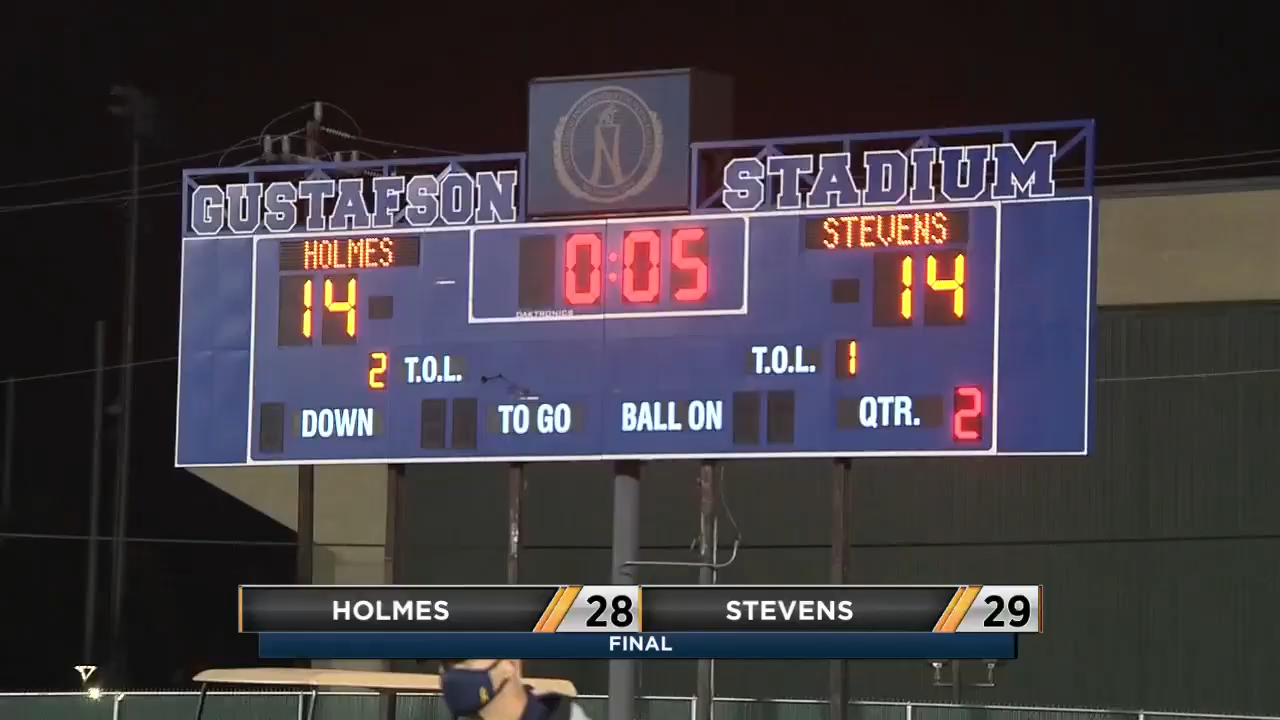 GUSTAFSON STADIUM
N
HOLMES 0:05 STEVENS
14 14
DAKTRONICS
2 T.O.L. T.O.L. 1
DOWN TO GO BALL ON QTR. 2
HOLMES 28 STEVENS 29
FINAL